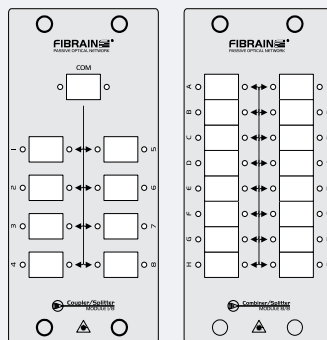 FIBRAIN
PASSIVE OPTICAL NETWORK
COM
1
5
2
6
3
7
4
8
Coupler/Splitter
MODULE 1/8
FIBRAIN
PASSIVE OPTICAL NETWORK
A
B
C
D
E
F
G
H
Combiner/Splitter
MODULE 8/8